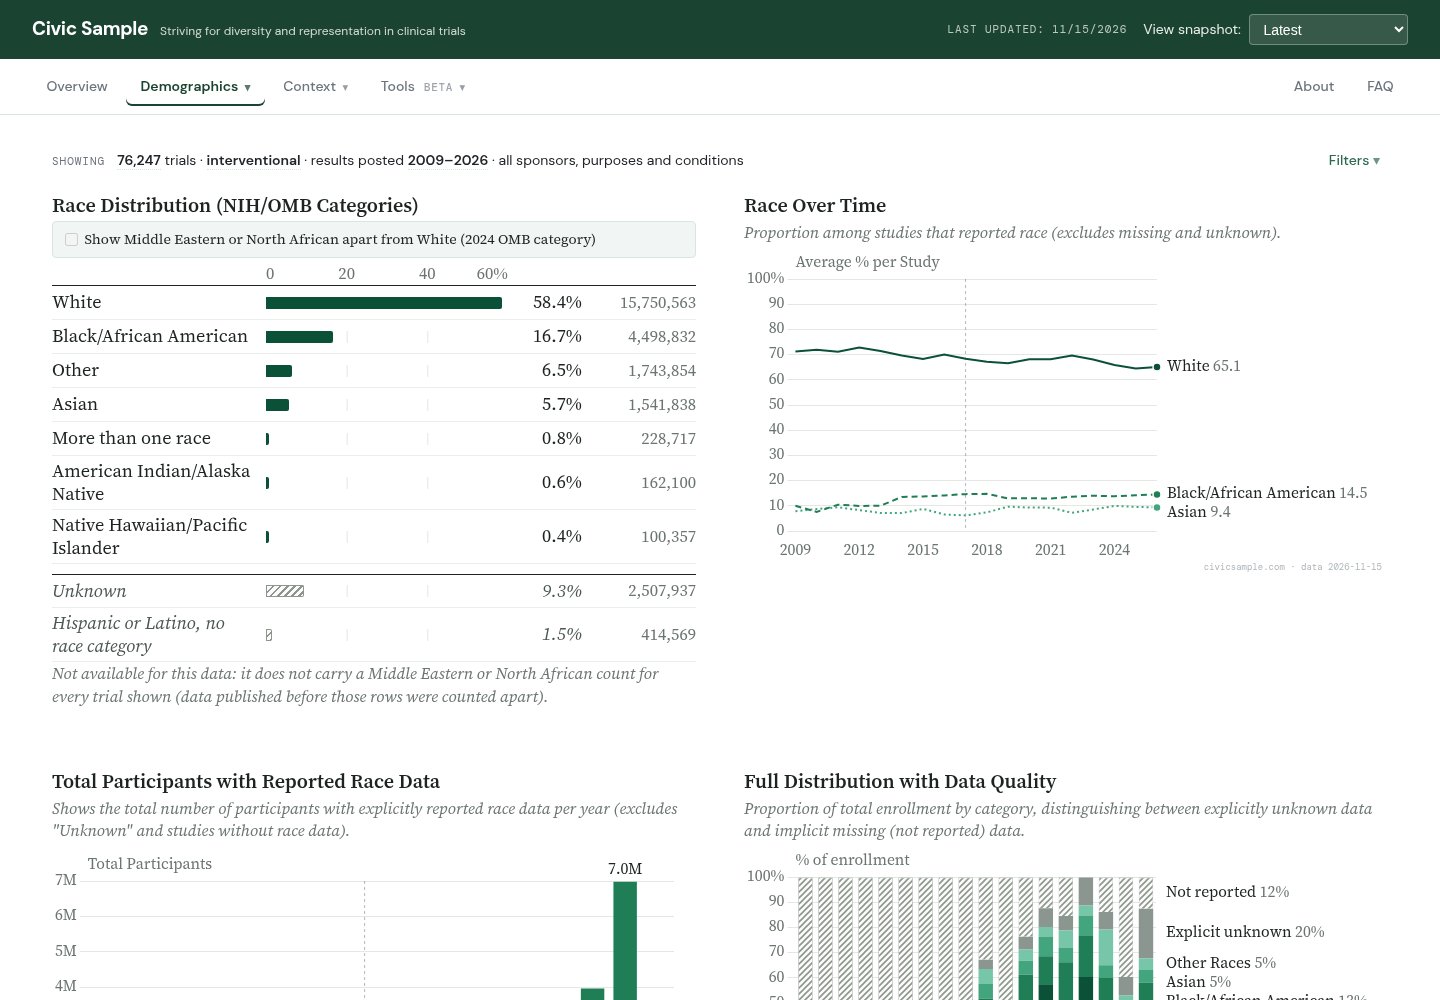 Civic Sample Striving for diversity and representation in clinical trials LAST UPDATED: 11/15/2026 View snapshot: Latest
Overview Demographics ▾ Context ▾ Tools BETA ▾ About FAQ
SHOWING 76,247 trials · interventional · results posted 2009–2026 · all sponsors, purposes and conditions Filters ▾
Race Distribution (NIH/OMB Categories)
Show Middle Eastern or North African apart from White (2024 OMB category)
0 20 40 60%
White 58.4% 15,750,563
Black/African American 16.7% 4,498,832
Other 6.5% 1,743,854
Asian 5.7% 1,541,838
More than one race 0.8% 228,717
American Indian/Alaska
Native 0.6% 162,100
Native Hawaiian/Pacific
Islander 0.4% 100,357
Unknown 9.3% 2,507,937
Hispanic or Latino, no
race category 1.5% 414,569
Not available for this data: it does not carry a Middle Eastern or North African count for
every trial shown (data published before those rows were counted apart).
Race Over Time
Proportion among studies that reported race (excludes missing and unknown).
Average % per Study
100%
90
80
70
60
50
40
30
20
10
0
White 65.1
Black/African American 14.5
Asian 9.4
2009 2012 2015 2018 2021 2024
civicsample.com · data 2026-11-15
Total Participants with Reported Race Data
Shows the total number of participants with explicitly reported race data per year (excludes
"Unknown" and studies without race data).
Total Participants
7.0M
7M
6M
5M
4M
Full Distribution with Data Quality
Proportion of total enrollment by category, distinguishing between explicitly unknown data
and implicit missing (not reported) data.
% of enrollment
100%
90
80
70
60
50
Not reported 12%
Explicit unknown 20%
Other Races 5%
Asian 5%
Black/African American 12%